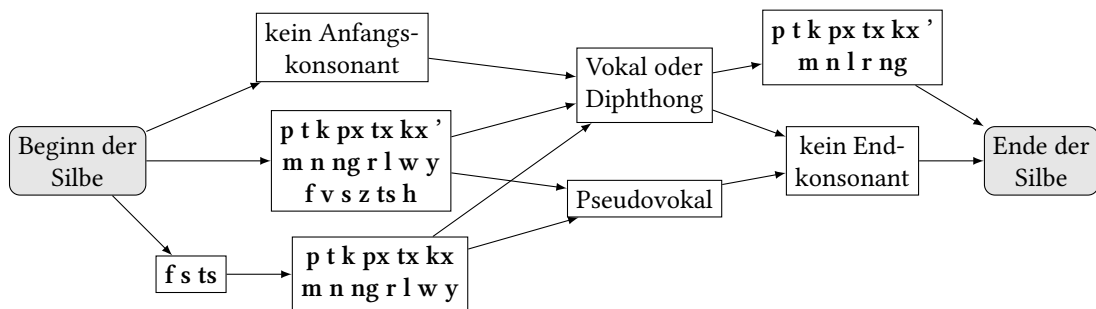 Beginn der
Silbe
kein Anfangs-
konsonant
p t k px tx kx ’
m n ng r l w y
f v s z ts h
f s ts
p t k px tx kx
m n ng r l w y
Vokal oder
Diphthong
Pseudovokal
p t k px tx kx ’
m n l r ng
kein End-
konsonant
Ende der
Silbe